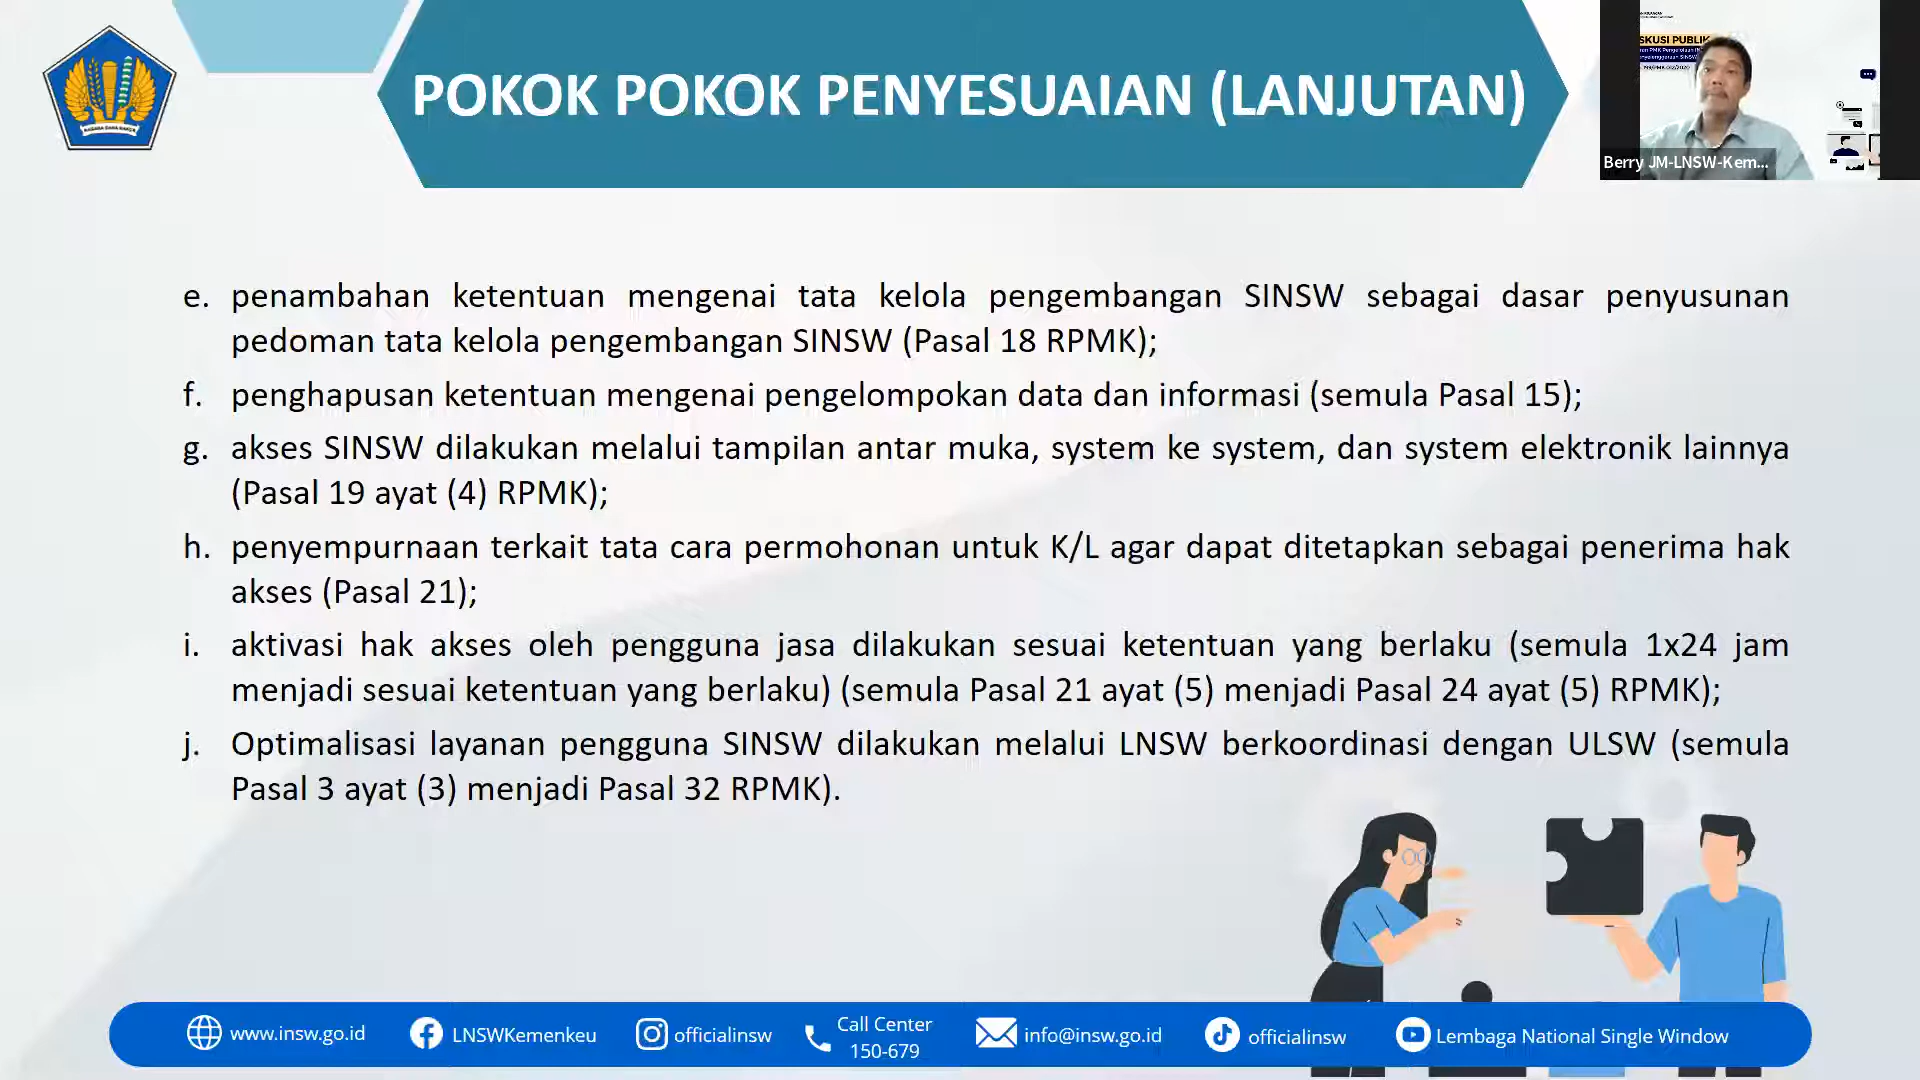 POKOK POKOK PENYESUAIAN (LANJUTAN)
SKUSI PUBLIK
Berry JM-LNSW-Kem...
e. penambahan ketentuan mengenai tata kelola pengembangan SINSW sebagai dasar penyusunan
pedoman tata kelola pengembangan SINSW (Pasal 18 RPMK);
f. penghapusan ketentuan mengenai pengelompokan data dan informasi (semula Pasal 15);
g. akses SINSW dilakukan melalui tampilan antar muka, system ke system, dan system elektronik lainnya
(Pasal 19 ayat (4) RPMK);
h. penyempurnaan terkait tata cara permohonan untuk K/L agar dapat ditetapkan sebagai penerima hak
akses (Pasal 21);
i. aktivasi hak akses oleh pengguna jasa dilakukan sesuai ketentuan yang berlaku (semula 1x24 jam
menjadi sesuai ketentuan yang berlaku) (semula Pasal 21 ayat (5) menjadi Pasal 24 ayat (5) RPMK);
j. Optimalisasi layanan pengguna SINSW dilakukan melalui LNSW berkoordinasi dengan ULSW (semula
Pasal 3 ayat (3) menjadi Pasal 32 RPMK).
www.insw.go.id
LNSWKemenkeu
officialinsw
Call Center
150-679
info@insw.go.id
officialinsw
Lembaga National Single Window